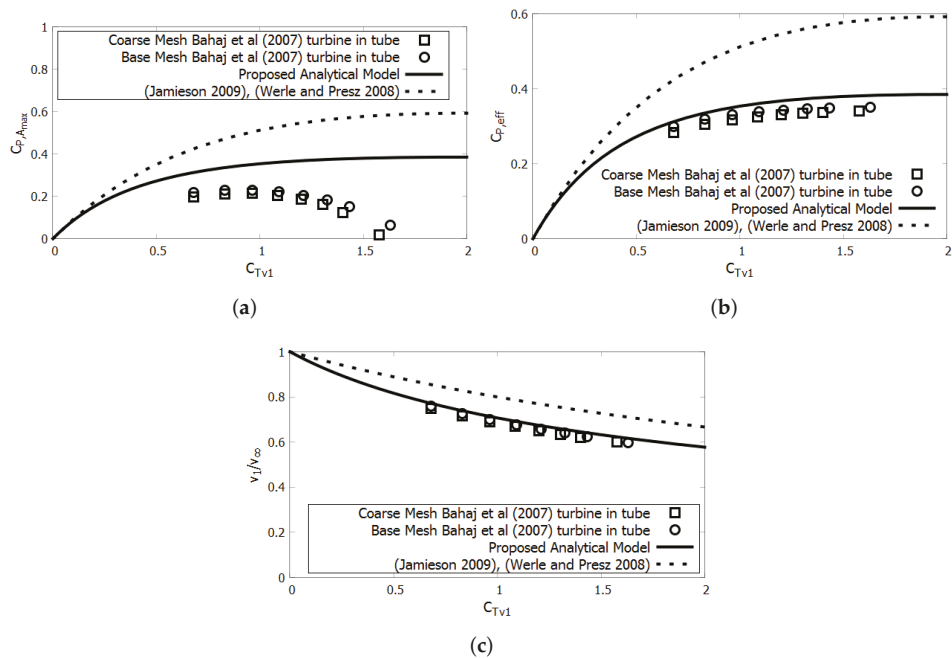 1
0.8
0.6
0.4
0.2
0
C_P,Amax
Coarse Mesh Bahaj et al (2007) turbine in tube
Base Mesh Bahaj et al (2007) turbine in tube
Proposed Analytical Model
(Jamieson 2009), (Werle and Presz 2008)
0 0.5 1 1.5 2
C_Tv1
(a)
0.6
0.4
0.2
0
C_P,eff
Coarse Mesh Bahaj et al (2007) turbine in tube
Base Mesh Bahaj et al (2007) turbine in tube
Proposed Analytical Model
(Jamieson 2009), (Werle and Presz 2008)
0 0.5 1 1.5 2
C_Tv1
(b)
1
0.8
0.6
0.4
0.2
0
v_1/v_∞
Coarse Mesh Bahaj et al (2007) turbine in tube
Base Mesh Bahaj et al (2007) turbine in tube
Proposed Analytical Model
(Jamieson 2009), (Werle and Presz 2008)
0 0.5 1 1.5 2
C_Tv1
(c)